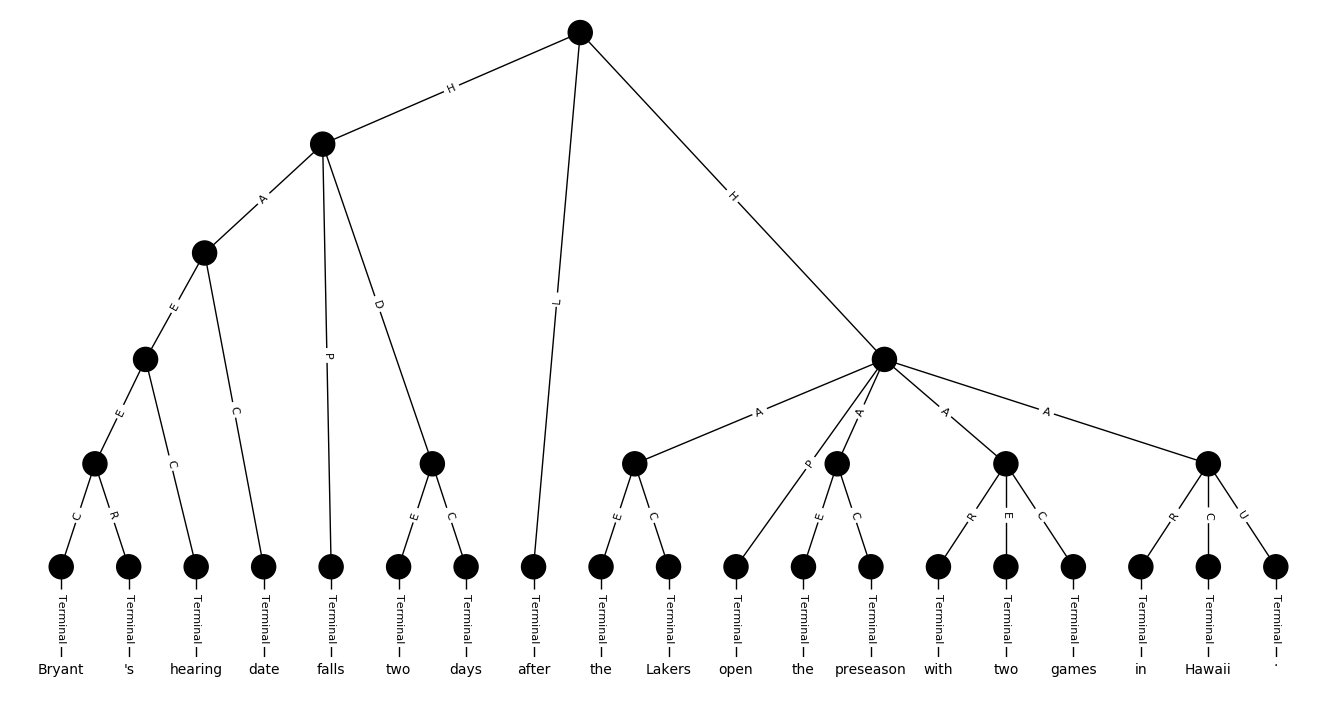 H
H
A
A
P
D
L
E
C
A
P
A
A
A
E
C
C
R
E
C
E
C
E
C
R
E
C
R
C
U
Terminal Terminal Terminal Terminal Terminal Terminal Terminal Terminal Terminal Terminal Terminal Terminal Terminal Terminal Terminal Terminal Terminal Terminal Terminal
Bryant 's hearing date falls two days after the Lakers open the preseason with two games in Hawaii .